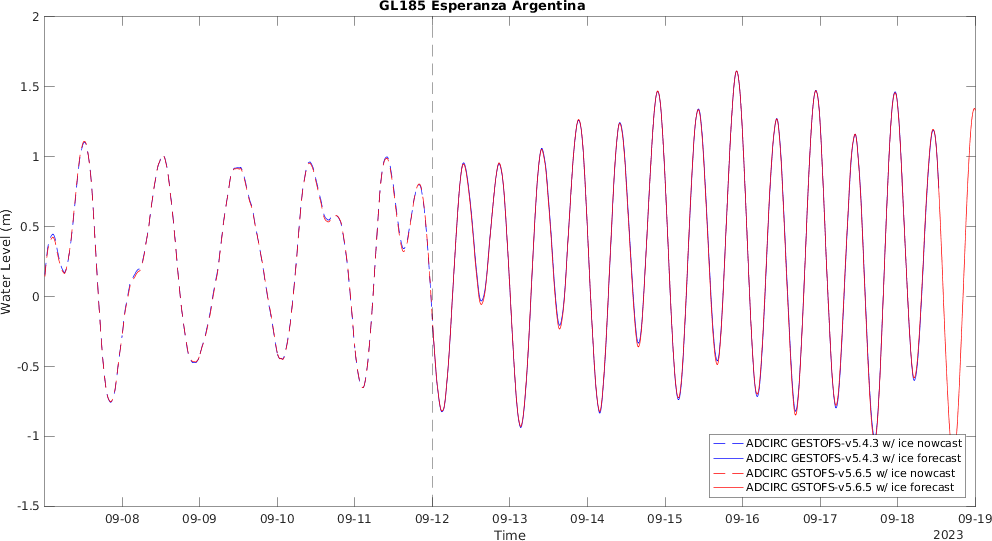 GL185 Esperanza Argentina
2
1.5
1
0.5
0
-0.5
-1
-1.5
Water Level (m)
ADCIRC GESTOFS-v5.4.3 w/ ice nowcast
ADCIRC GESTOFS-v5.4.3 w/ ice forecast
ADCIRC GSTOFS-v5.6.5 w/ ice nowcast
ADCIRC GSTOFS-v5.6.5 w/ ice forecast
09-08 09-09 09-10 09-11 09-12 09-13 09-14 09-15 09-16 09-17 09-18 09-19
Time
2023